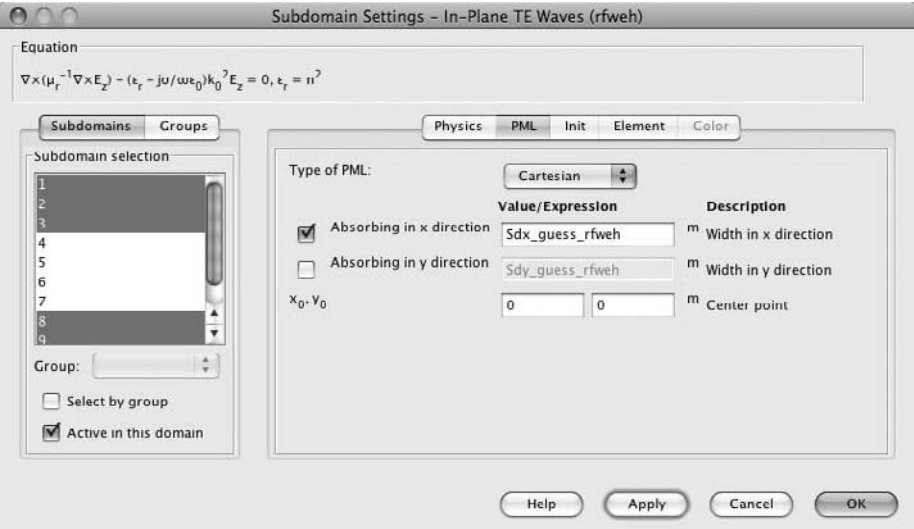 Subdomain Settings – In-Plane TE Waves (rfweh)
Equation
∇×(μr⁻¹∇×Ez) – (εr – jσ/ωε0)k0²Ez = 0, εr = n²
Subdomains Groups
Subdomain selection
1
2
3
4
5
6
7
8
9
Group:
Select by group
Active in this domain
Physics PML Init Element Color
Type of PML: Cartesian
Value/Expression Description
Absorbing in x direction Sdx_guess_rfweh m Width in x direction
Absorbing in y direction Sdy_guess_rfweh m Width in y direction
x0, y0 0 0 m Center point
Help Apply Cancel OK